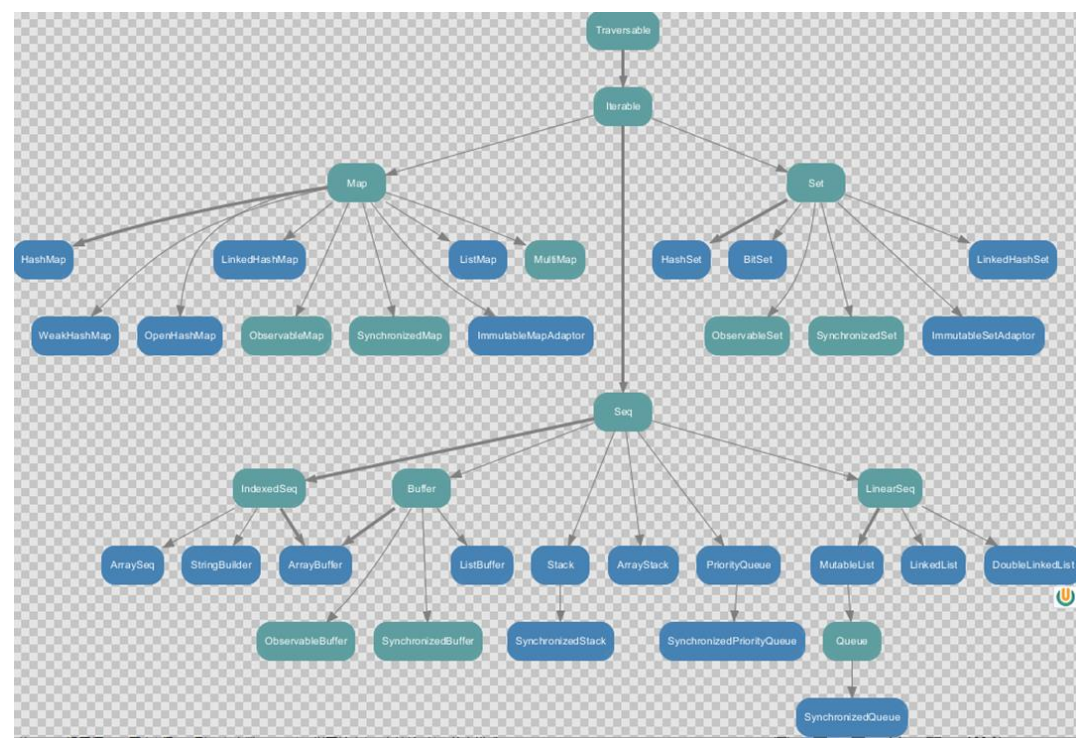 Traversable
Iterable
Map
Set
HashMap
LinkedHashMap
ListMap
MultiMap
HashSet
BitSet
LinkedHashSet
WeakHashMap
OpenHashMap
ObservableMap
SynchronizedMap
ImmutableMapAdaptor
ObservableSet
SynchronizedSet
ImmutableSetAdaptor
Seq
IndexedSeq
Buffer
LinearSeq
ArraySeq
StringBuilder
ArrayBuffer
ListBuffer
Stack
ArrayStack
PriorityQueue
MutableList
LinkedList
DoubleLinkedList
ObservableBuffer
SynchronizedBuffer
SynchronizedStack
SynchronizedPriorityQueue
Queue
SynchronizedQueue